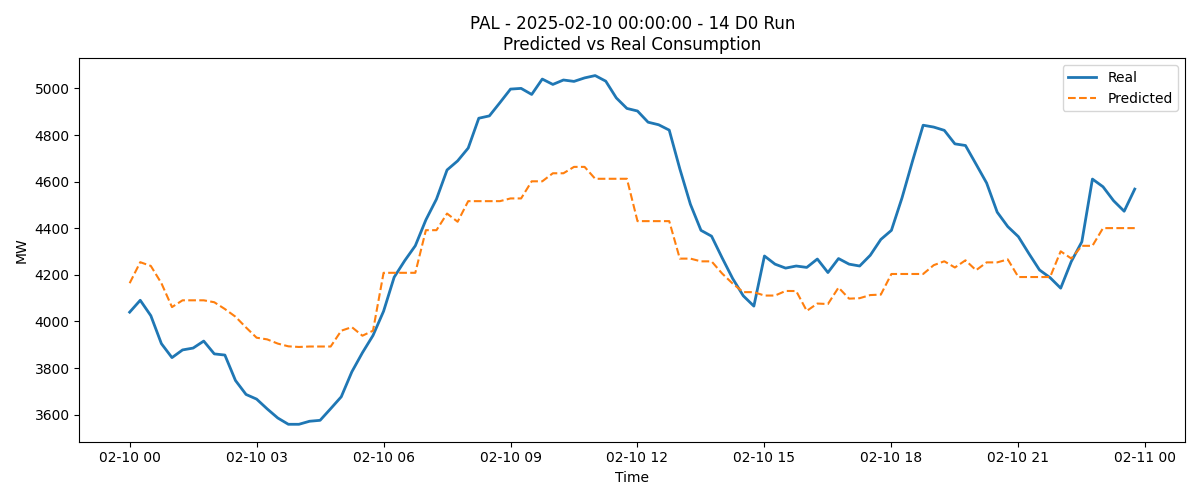 PAL - 2025-02-10 00:00:00 - 14 D0 Run
Predicted vs Real Consumption
Real
Predicted
MW
5000
4800
4600
4400
4200
4000
3800
3600
02-10 00
02-10 03
02-10 06
02-10 09
02-10 12
02-10 15
02-10 18
02-10 21
02-11 00
Time